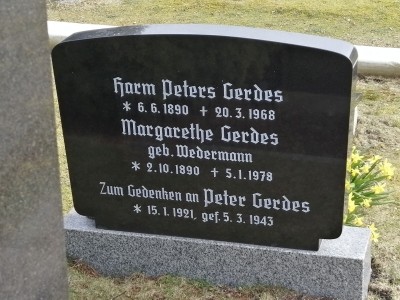 Harm Peters Gerdes
* 6.6.1890 + 20.3.1968
Margarethe Gerdes
geb. Wedermann
* 2.10.1890 + 5.1.1978
Zum Gedenken an Peter Gerdes
* 15.1.1921, gef. 5.3.1943